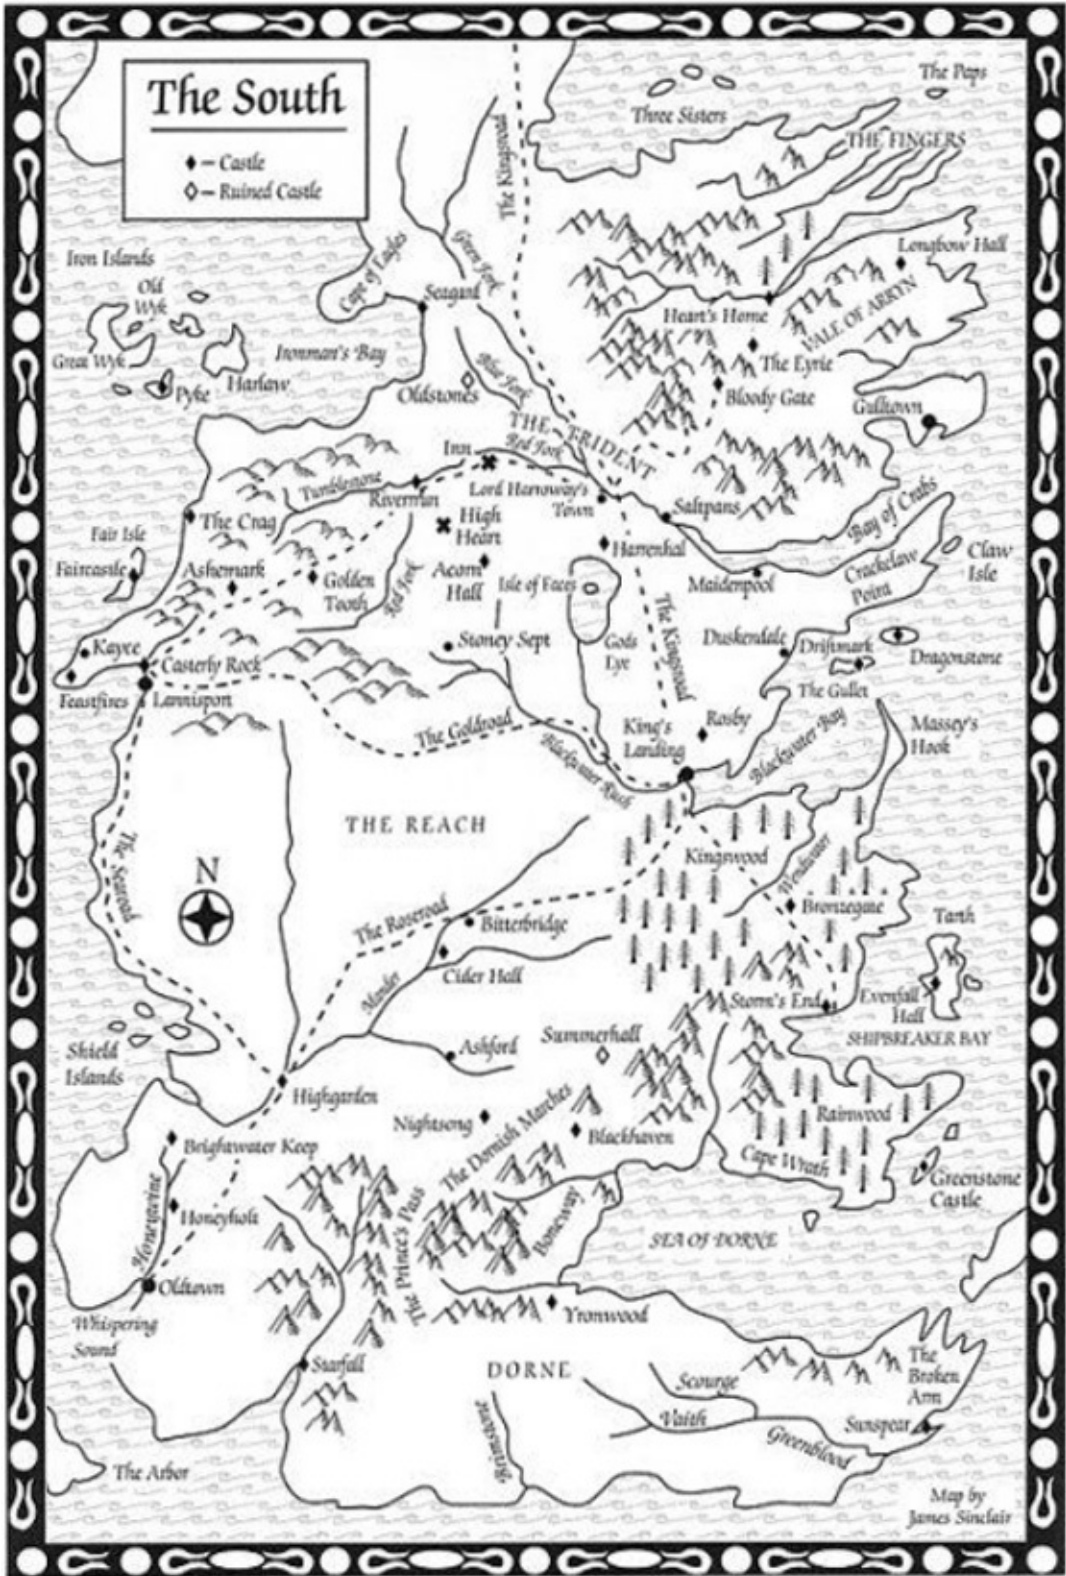 The South
– Castle
– Ruined Castle
The Paps
Three Sisters
THE FINGERS
The Kingsroad
Green Fork
Cape of Eagles
Seagard
Iron Islands
Old
Wyk
Great Wyk
Pyke
Harlaw
Ironman's Bay
Longbow Hall
Heart's Home
VALE OF ARRYN
The Eyrie
Bloody Gate
Gulltown
Blue Fork
Oldstones
THE TRIDENT
Red Fork
Inn
Tumblestone
Riverrun
Lord Harroway's
Town
Saltpans
Bay of Crabs
The Crag
High
Heart
Harrenhal
Fair Isle
Faircastle
Ashemark
Golden
Tooth
Red Fork
Acorn
Hall
Isle of Faces
Maidenpool
Crackclaw
Point
Claw
Isle
Kayce
Casterly Rock
Stoney Sept
Gods
Eye
The Kingsroad
Duskendale
Driftmark
Dragonstone
Feastfires
Lannisport
The Gullet
The Goldroad
King's
Landing
Rosby
Blackwater Bay
Massey's
Hook
Blackwater Rush
THE REACH
The Searoad
Kingswood
Wendwater
N
The Roseroad
Bitterbridge
Bronzegate
Tarth
Mander
Cider Hall
Storm's End
Evenfall
Hall
SHIPBREAKER BAY
Shield
Islands
Ashford
Summerhall
Highgarden
Nightsong
The Dornish Marches
Blackhaven
Rainwood
Brightwater Keep
Cape Wrath
Greenstone
Castle
Honeywine
Honeyholt
The Prince's Pass
Boneway
SEA OF DORNE
Oldtown
Whispering
Sound
Yronwood
Starfall
DORNE
The
Broken
Arm
Scourge
Vaith
Sunspear
Greenblood
Brimstone
The Arbor
Map by
James Sinclair